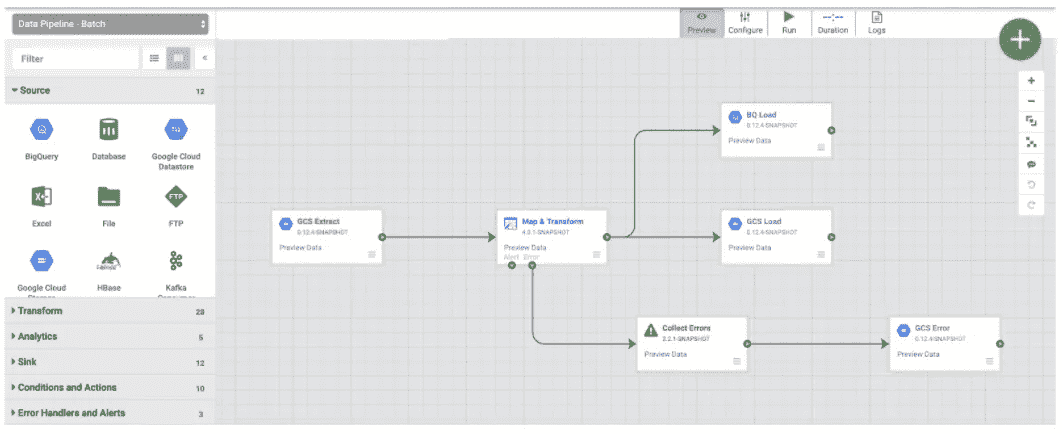 Data Pipeline - Batch
Preview
Configure
Run
Duration
Logs
Filter
Source 12
BigQuery
Database
Google Cloud
Datastore
Excel
File
FTP
Google Cloud
HBase
Kafka
Transform 20
Analytics 5
Sink 12
Conditions and Actions 10
Error Handlers and Alerts 3
GCS Extract
0.12.4-SNAPSHOT
Preview Data
Map & Transform
4.0.1-SNAPSHOT
Preview Data
Alert Error
BQ Load
0.12.4-SNAPSHOT
Preview Data
GCS Load
0.12.4-SNAPSHOT
Preview Data
Collect Errors
2.2.1-SNAPSHOT
Preview Data
GCS Error
0.12.4-SNAPSHOT
Preview Data